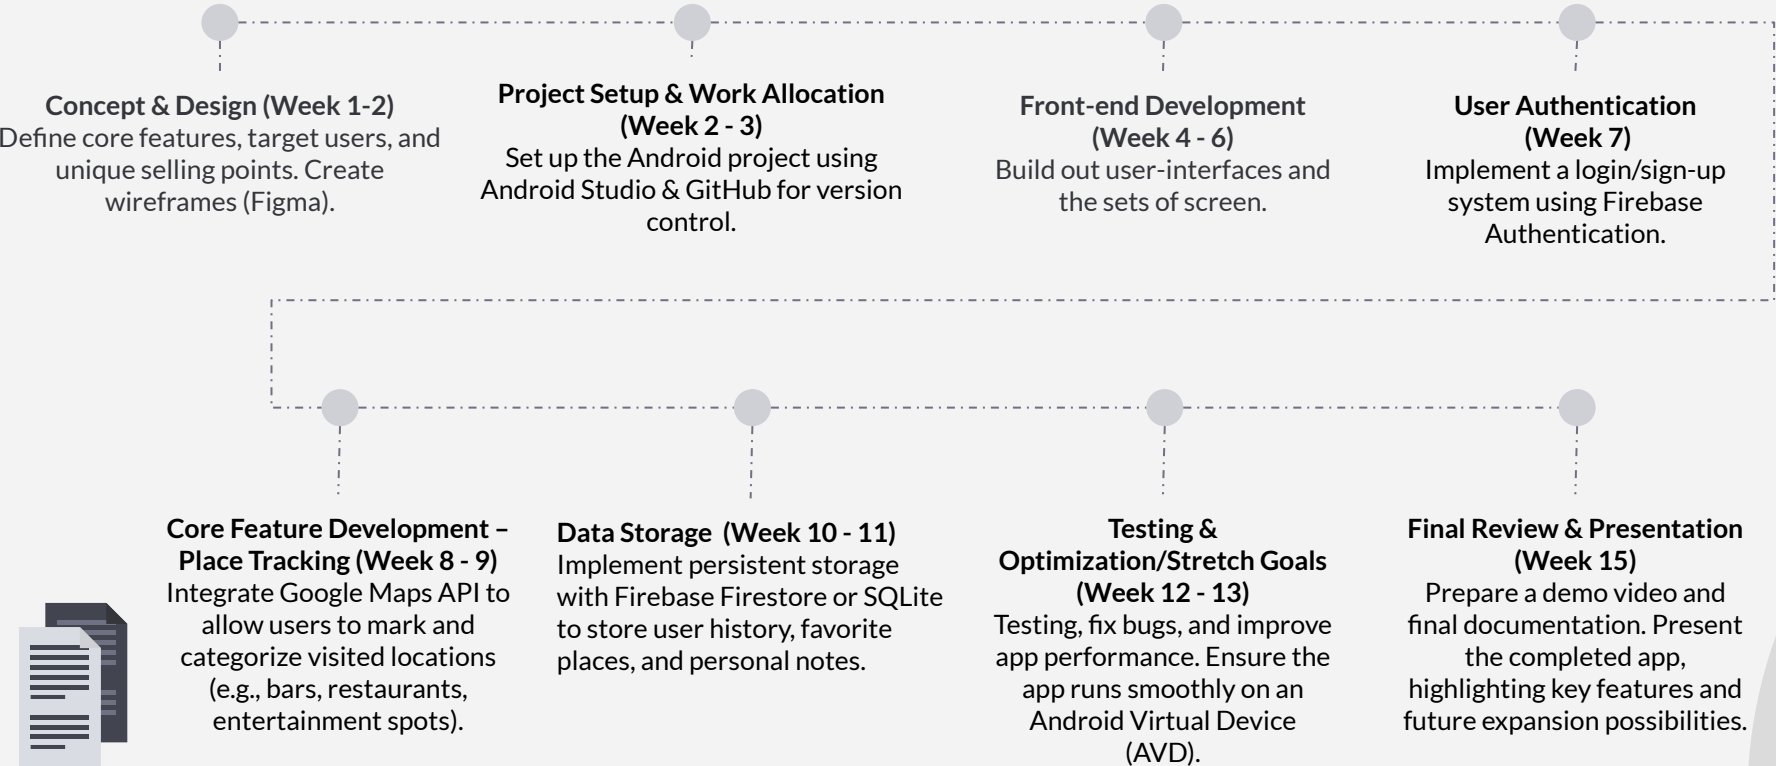 Concept & Design (Week 1-2)
Define core features, target users, and
unique selling points. Create
wireframes (Figma).
Project Setup & Work Allocation
(Week 2 - 3)
Set up the Android project using
Android Studio & GitHub for version
control.
Front-end Development
(Week 4 - 6)
Build out user-interfaces and
the sets of screen.
User Authentication
(Week 7)
Implement a login/sign-up
system using Firebase
Authentication.
Core Feature Development –
Place Tracking (Week 8 - 9)
Integrate Google Maps API to
allow users to mark and
categorize visited locations
(e.g., bars, restaurants,
entertainment spots).
Data Storage  (Week 10 - 11)
Implement persistent storage
with Firebase Firestore or SQLite
to store user history, favorite
places, and personal notes.
Testing &
Optimization/Stretch Goals
(Week 12 - 13)
Testing, fix bugs, and improve
app performance. Ensure the
app runs smoothly on an
Android Virtual Device
(AVD).
Final Review & Presentation
(Week 15)
Prepare a demo video and
final documentation. Present
the completed app,
highlighting key features and
future expansion possibilities.